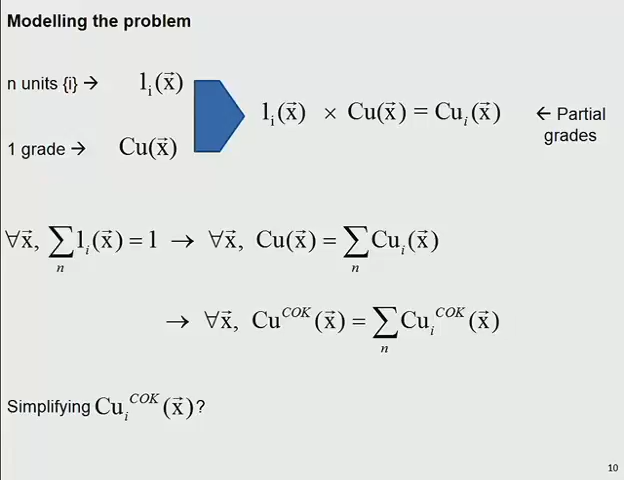 Modelling the problem
n units {i} → 1ᵢ(x⃗)
1ᵢ(x⃗) × Cu(x⃗) = Cuᵢ(x⃗) ← Partial grades
1 grade → Cu(x⃗)
∀x⃗, ∑ₙ 1ᵢ(x⃗) = 1 → ∀x⃗, Cu(x⃗) = ∑ₙ Cuᵢ(x⃗)
→ ∀x⃗, Cu^COK(x⃗) = ∑ₙ Cuᵢ^COK(x⃗)
Simplifying Cuᵢ^COK(x⃗)?
10